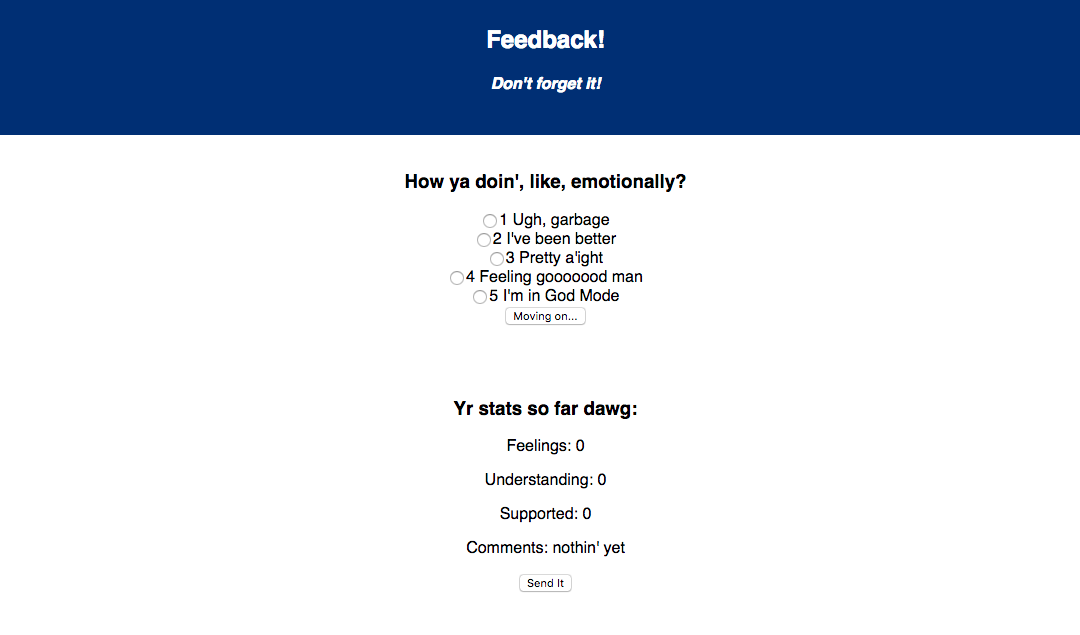 Feedback!
Don't forget it!
How ya doin', like, emotionally?
1 Ugh, garbage
2 I've been better
3 Pretty a'ight
4 Feeling gooooood man
5 I'm in God Mode
Moving on...
Yr stats so far dawg:
Feelings: 0
Understanding: 0
Supported: 0
Comments: nothin' yet
Send It